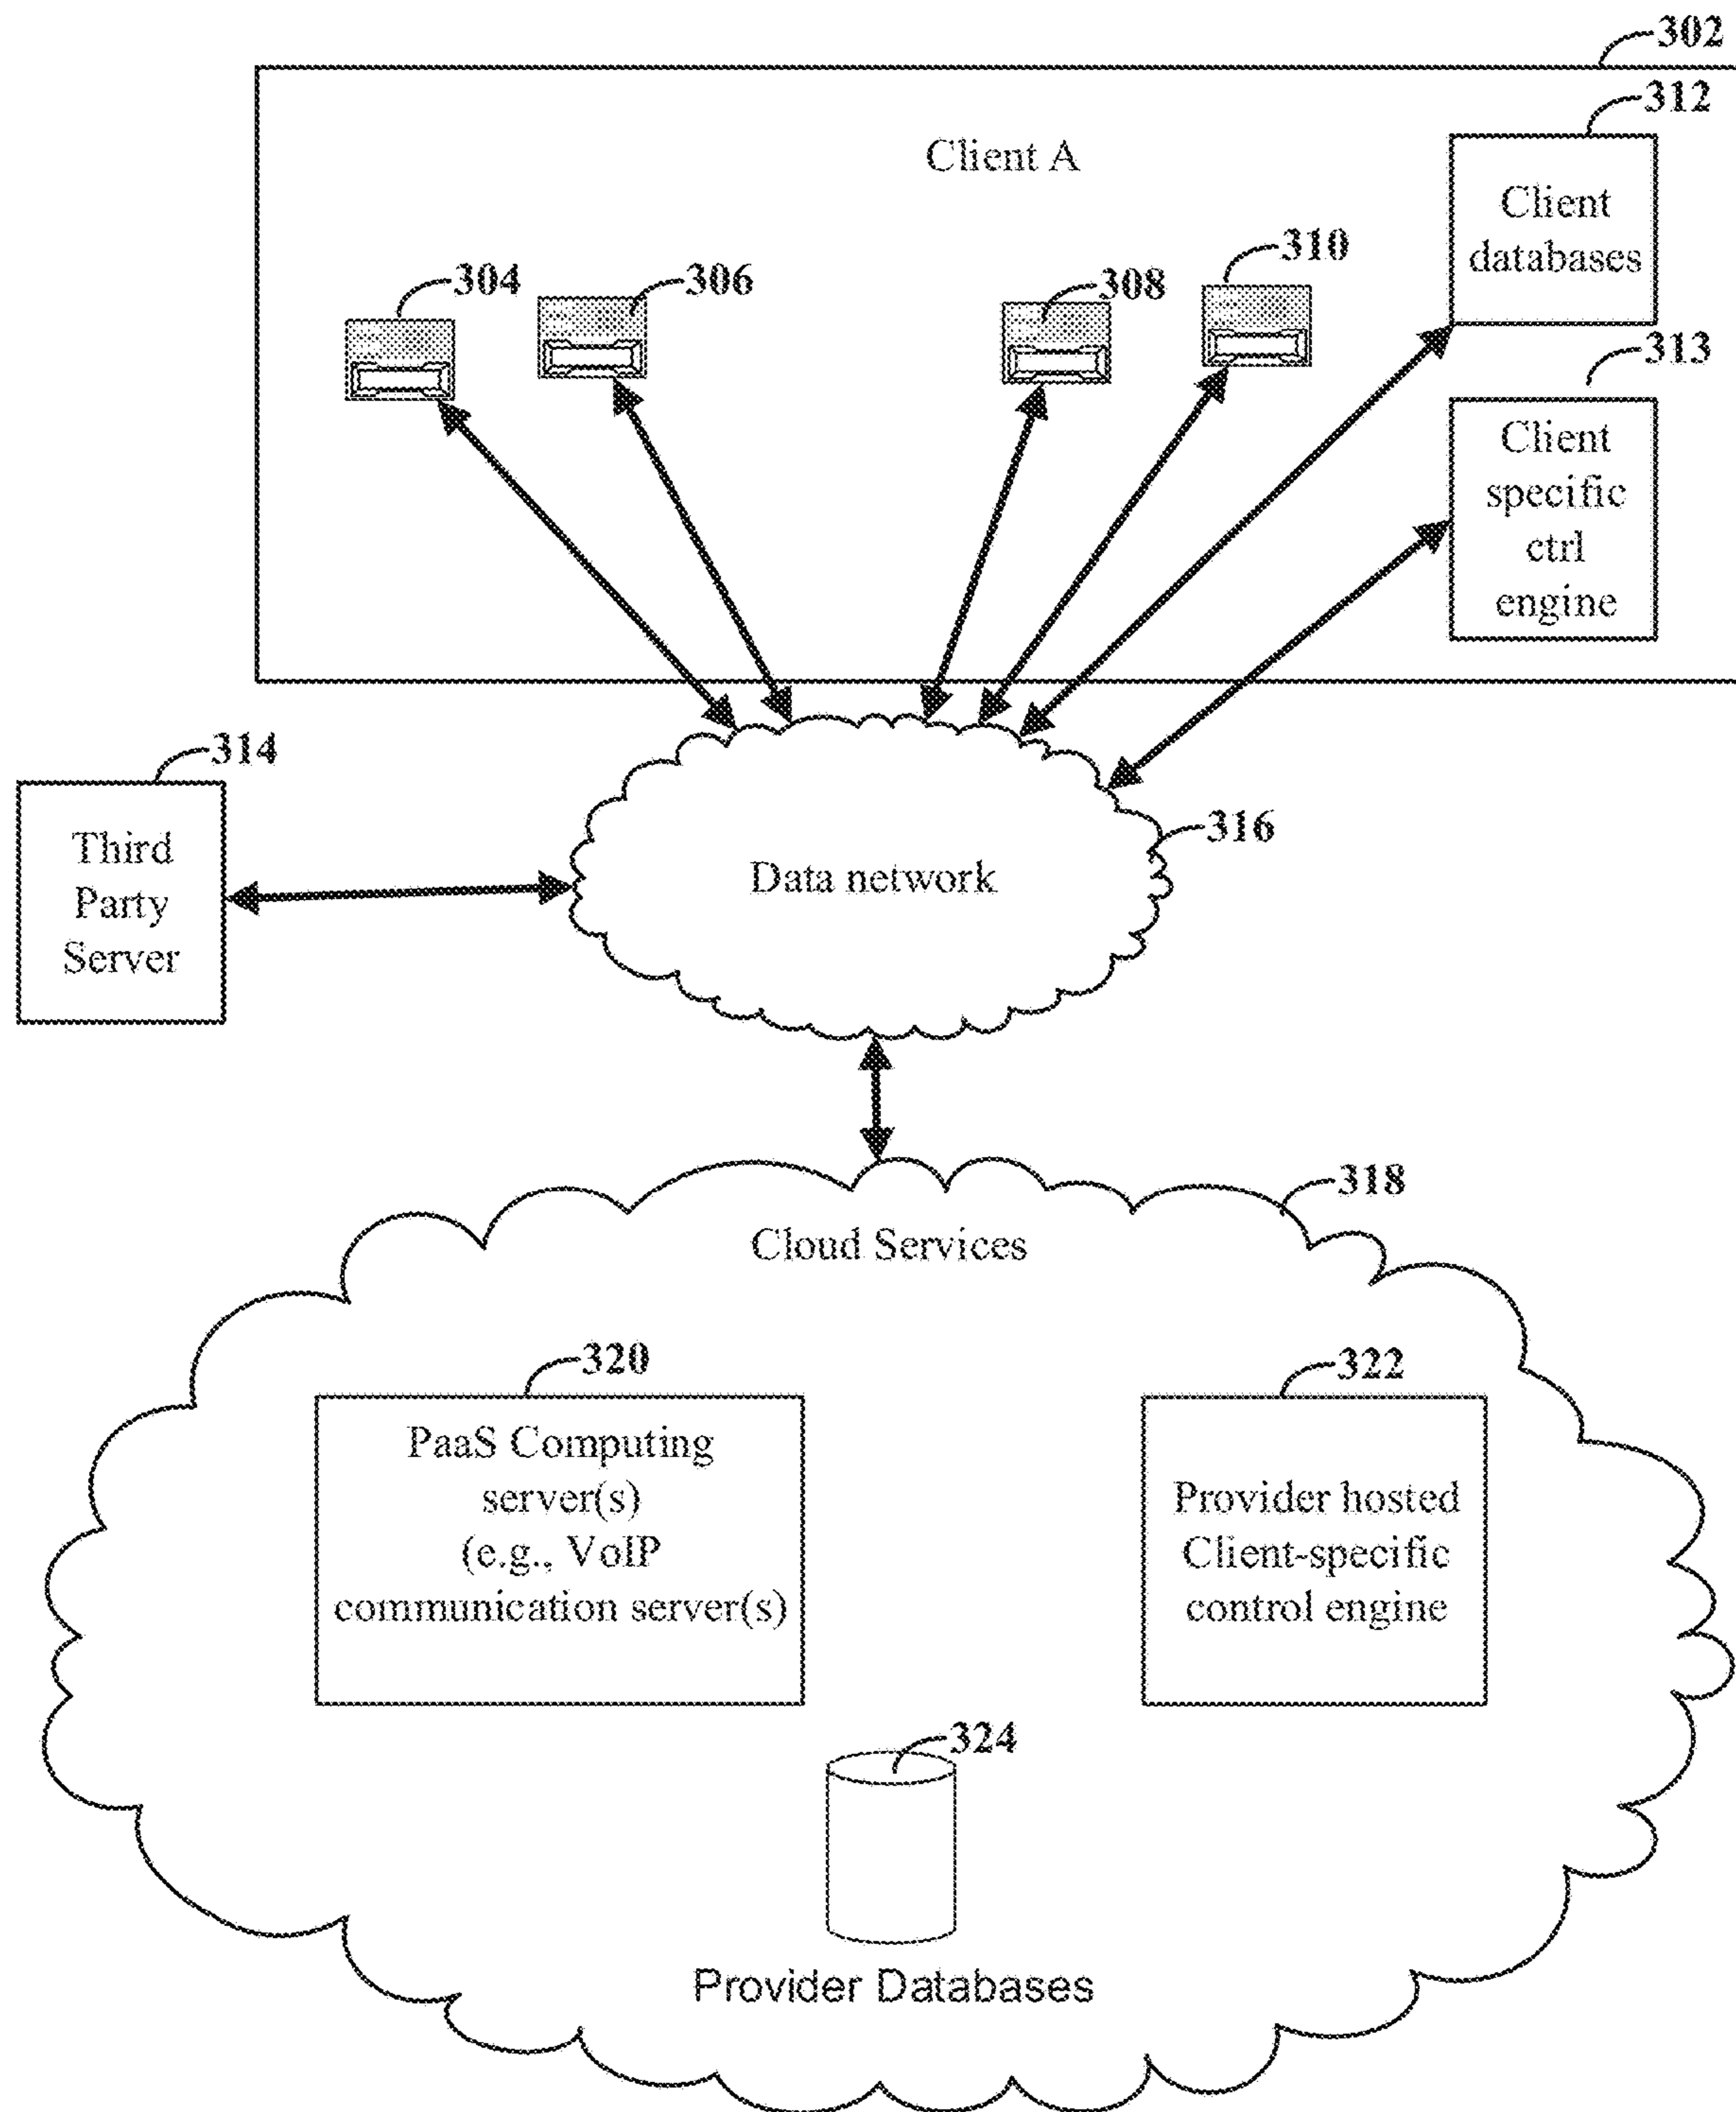 302
312
Client A
Client
databases
304
306
308
310
313
Client
specific
ctrl
engine
314
Third
Party
Server
316
Data network
318
Cloud Services
320
322
PaaS Computing
server(s)
(e.g., VoIP
communication server(s)
Provider hosted
Client-specific
control engine
324
Provider Databases